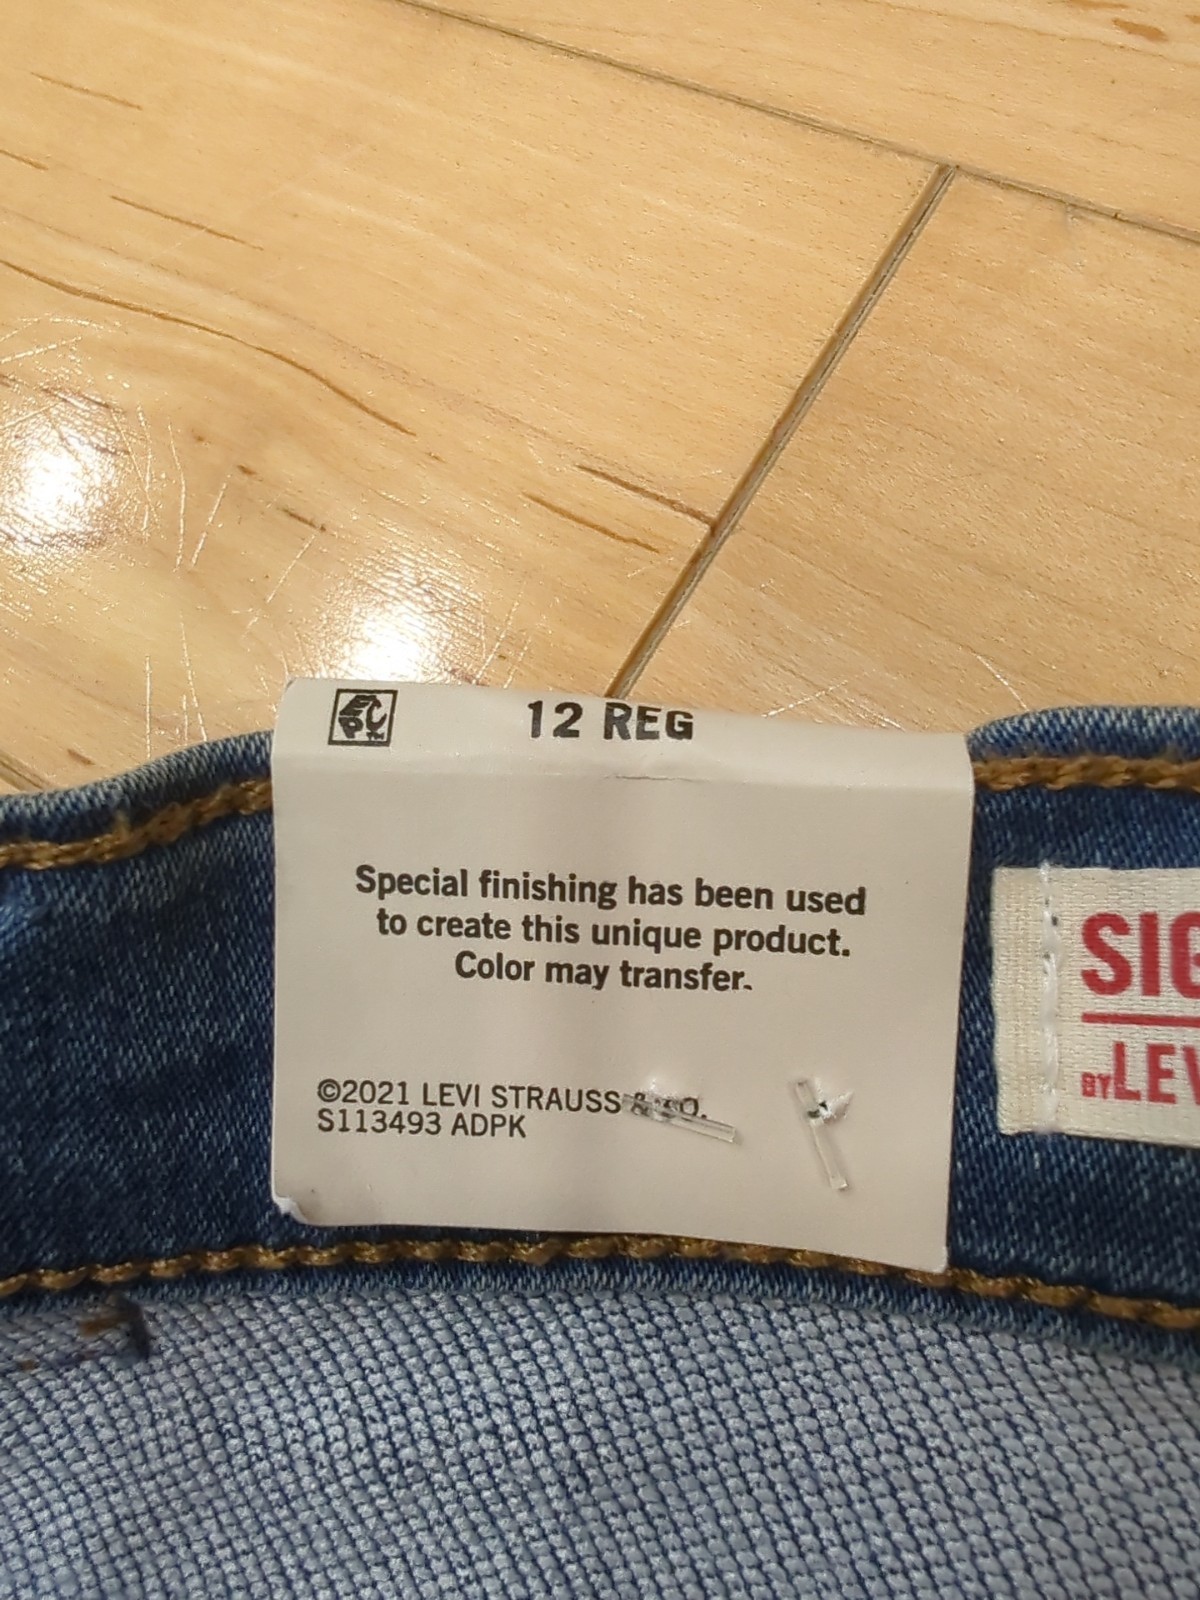 12 REG
Special finishing has been used
to create this unique product.
Color may transfer.
©2021 LEVI STRAUSS & CO.
S113493 ADPK
SIG
BY LEV